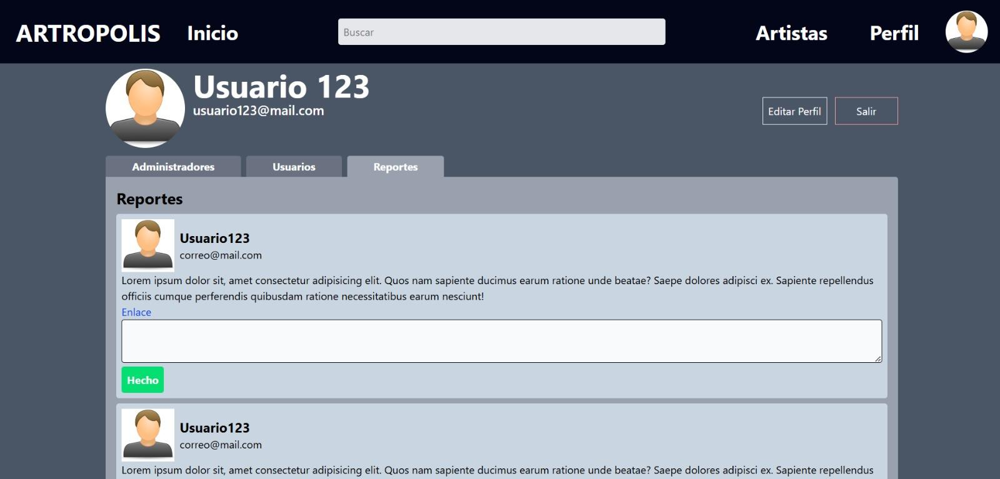 ARTROPOLIS Inicio Buscar Artistas Perfil
Usuario 123
usuario123@mail.com
Editar Perfil Salir
Administradores Usuarios Reportes
Reportes
Usuario123
correo@mail.com
Lorem ipsum dolor sit, amet consectetur adipisicing elit. Quos nam sapiente ducimus earum ratione unde beatae? Saepe dolores adipisci ex. Sapiente repellendus
officiis cumque perferendis quibusdam ratione necessitatibus earum nesciunt!
Enlace
Hecho
Usuario123
correo@mail.com
Lorem ipsum dolor sit, amet consectetur adipisicing elit. Quos nam sapiente ducimus earum ratione unde beatae? Saepe dolores adipisci ex. Sapiente repellendus